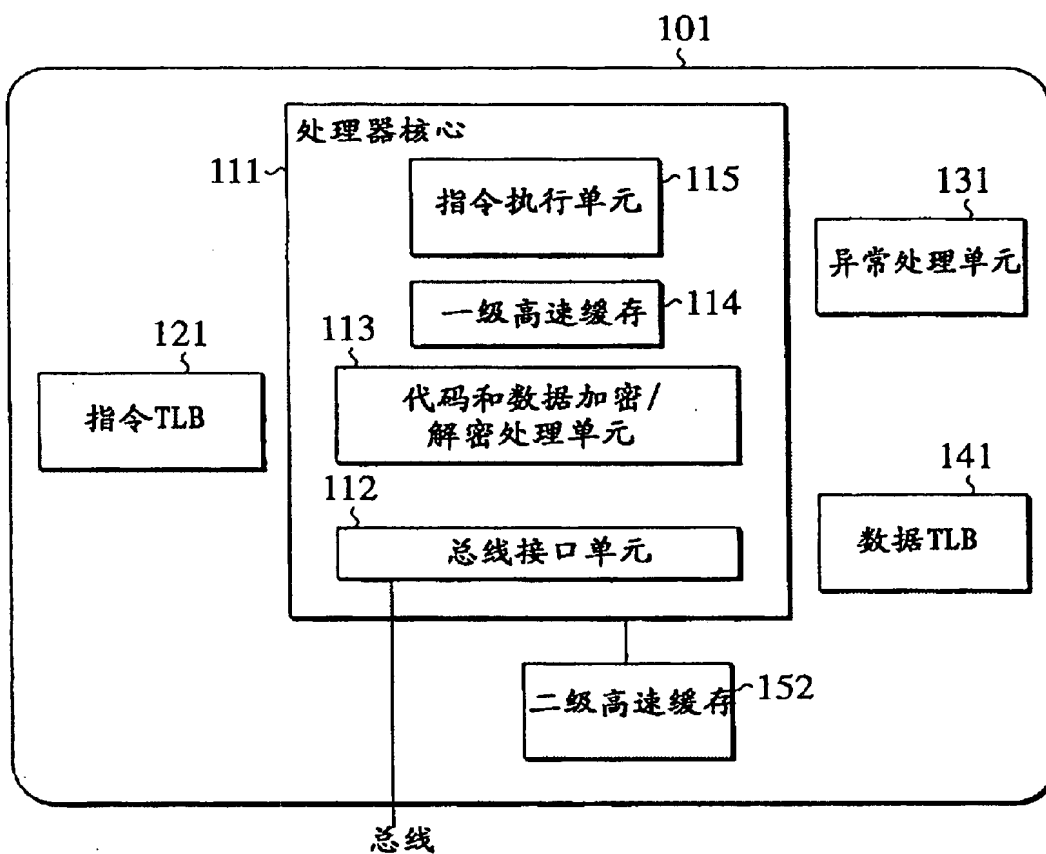 101
处理器核心
111
指令执行单元
115
131
异常处理单元
一级高速缓存
114
113
121
代码和数据加密/
解密处理单元
指令TLB
112
141
总线接口单元
数据TLB
二级高速缓存
152
总线